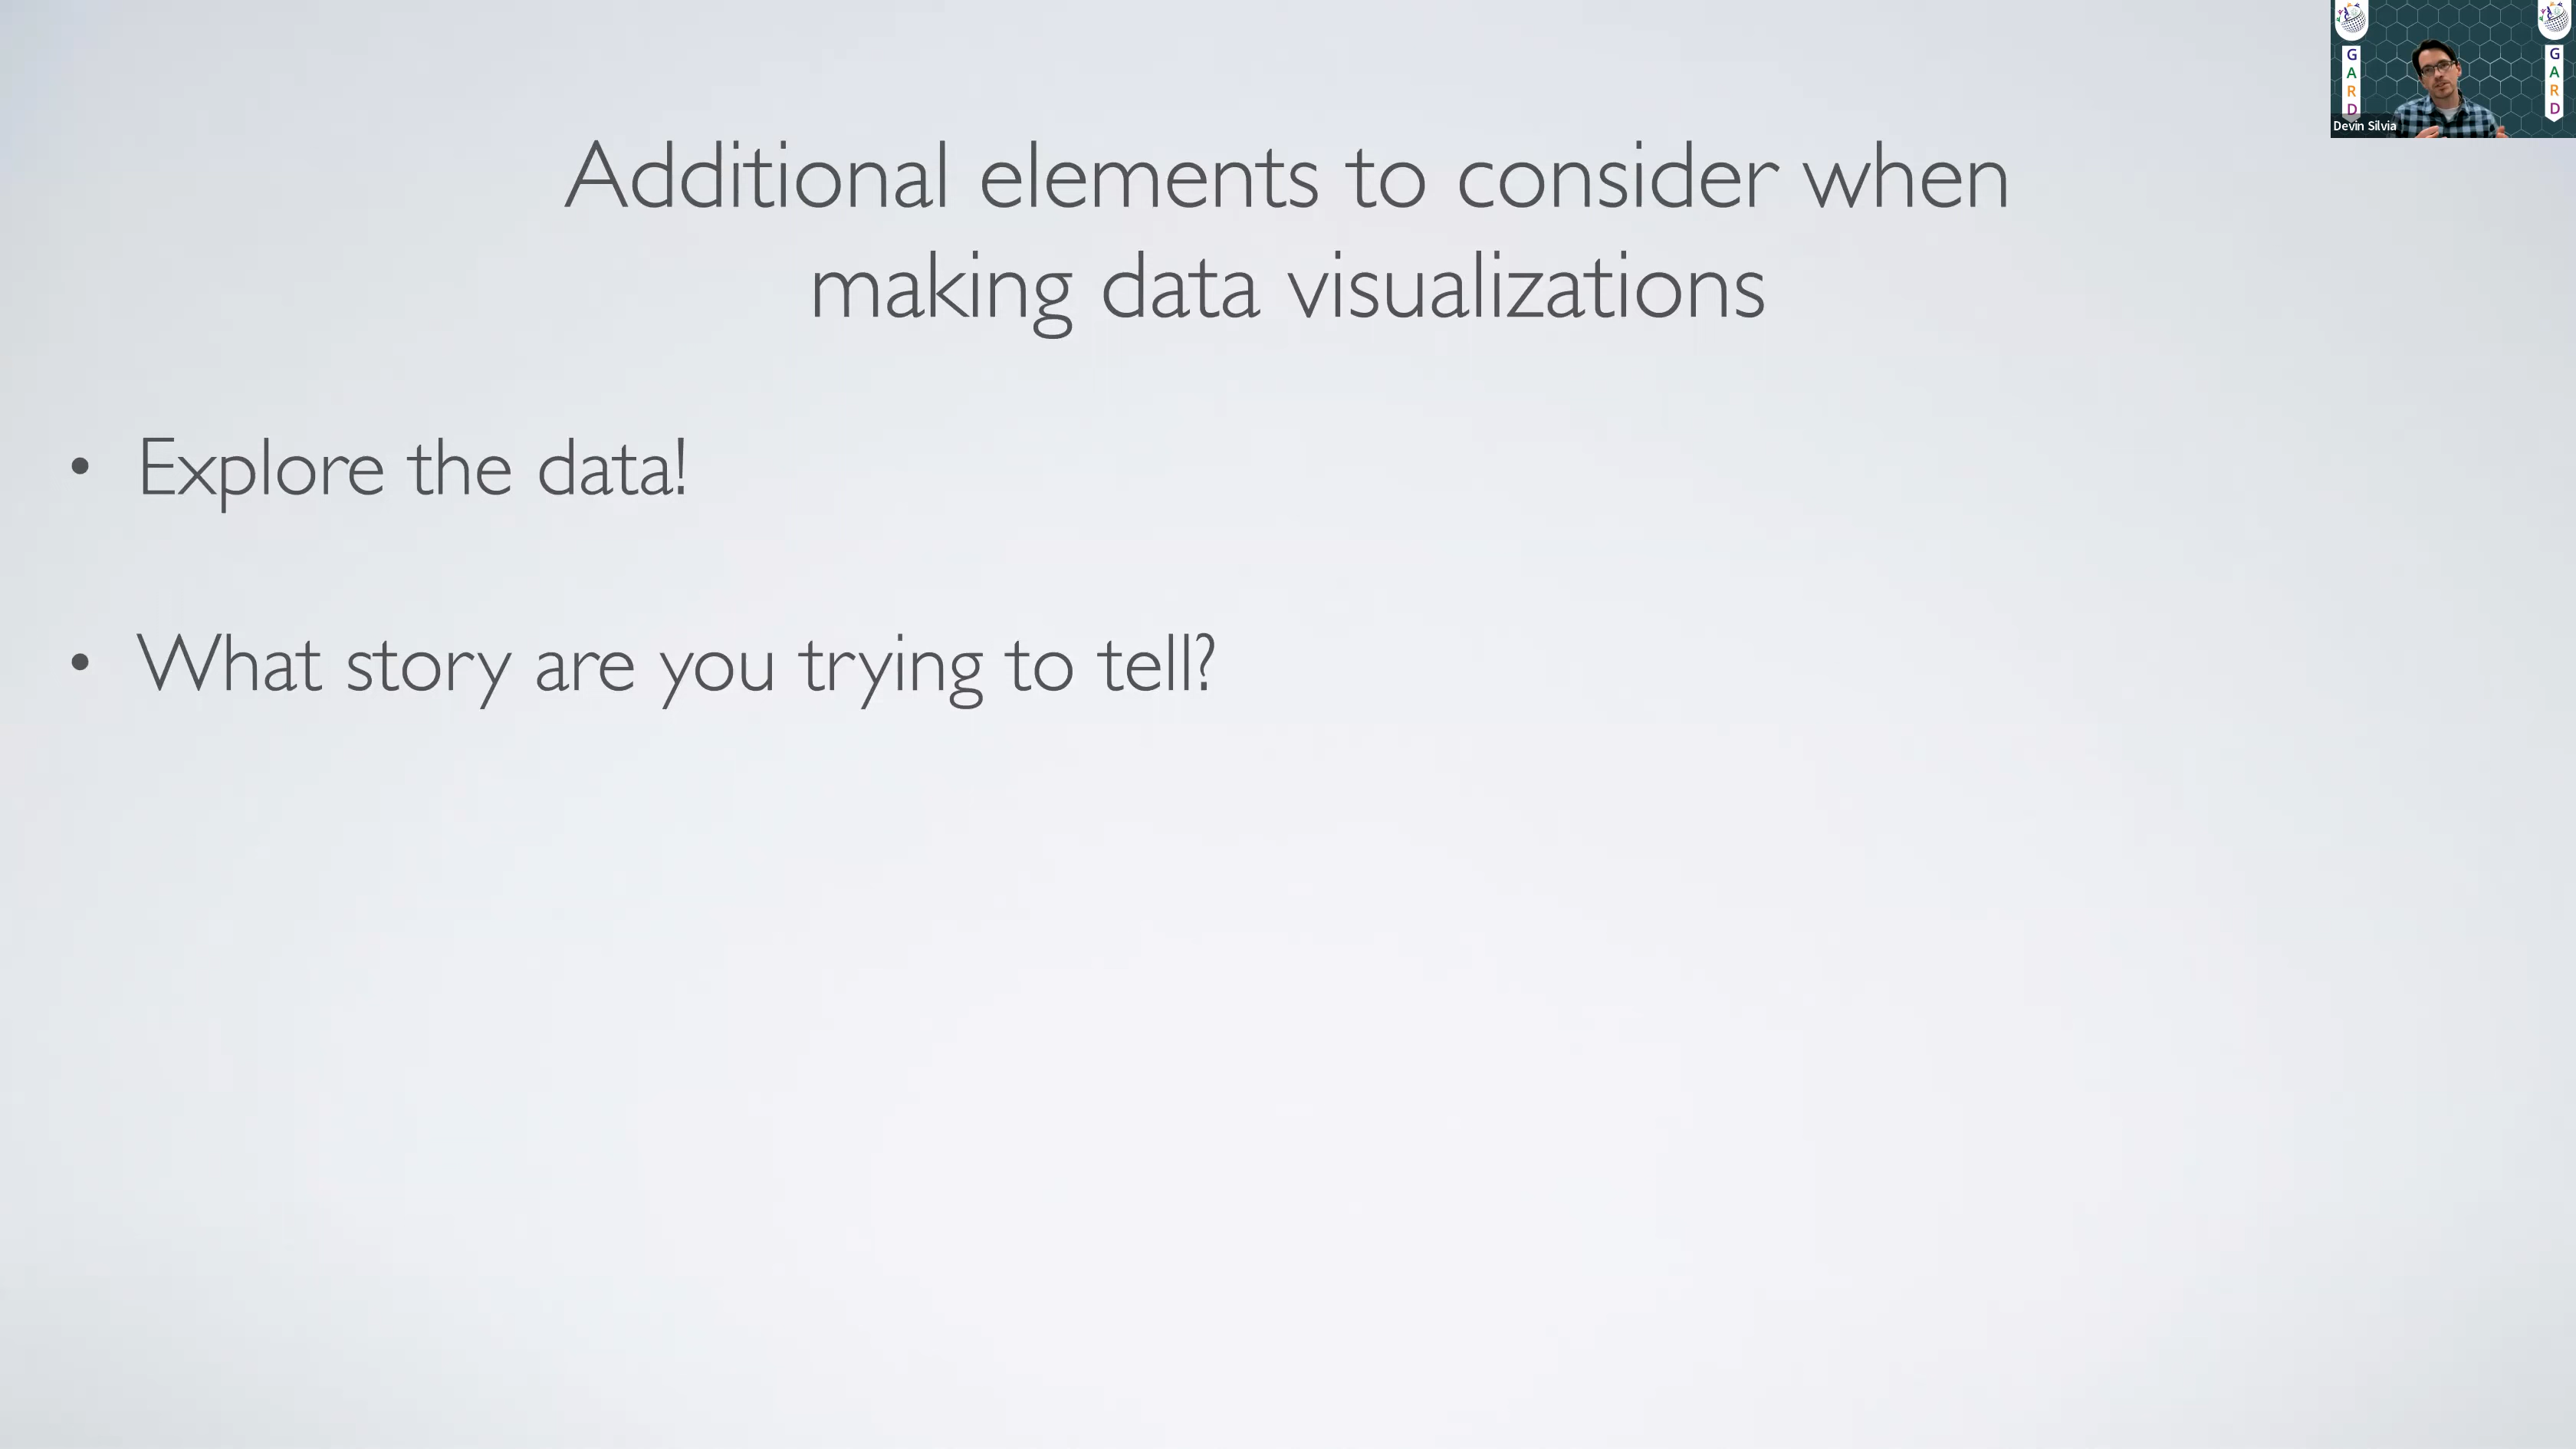 Additional elements to consider when
making data visualizations
• Explore the data!
• What story are you trying to tell?
G
A
R
D
G
A
R
D
Devin Silvia